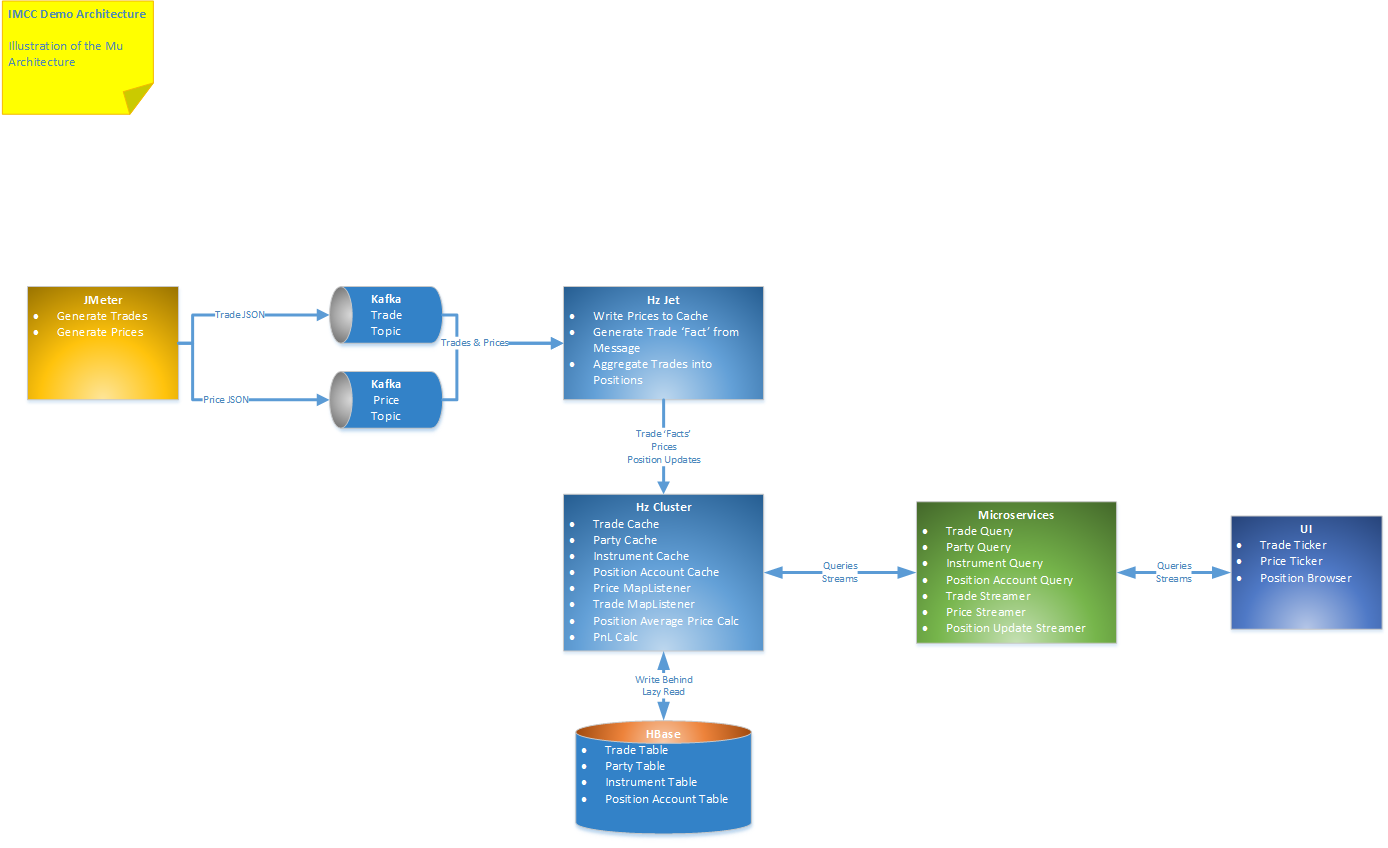 IMCC Demo Architecture
Illustration of the Mu
Architecture
JMeter
• Generate Trades
• Generate Prices
Trade JSON
Price JSON
Kafka
Trade
Topic
Kafka
Price
Topic
Trades & Prices
Hz Jet
• Write Prices to Cache
• Generate Trade ‘Fact’ from
Message
• Aggregate Trades into
Positions
Trade ‘Facts’
Prices
Position Updates
Hz Cluster
• Trade Cache
• Party Cache
• Instrument Cache
• Position Account Cache
• Price MapListener
• Trade MapListener
• Position Average Price Calc
• PnL Calc
Queries
Streams
Microservices
• Trade Query
• Party Query
• Instrument Query
• Position Account Query
• Trade Streamer
• Price Streamer
• Position Update Streamer
Queries
Streams
UI
• Trade Ticker
• Price Ticker
• Position Browser
Write Behind
Lazy Read
HBase
• Trade Table
• Party Table
• Instrument Table
• Position Account Table